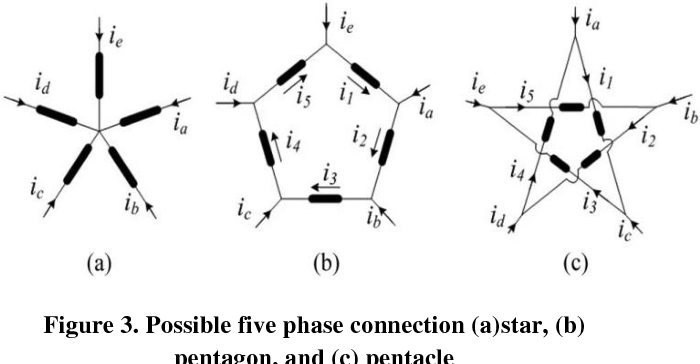 i_e
i_d
i_a
i_c
i_b
(a)
i_e
i_d
i_5
i_1
i_a
i_4
i_2
i_3
i_c
i_b
(b)
i_a
i_e
i_5
i_1
i_b
i_2
i_4
i_3
i_d
i_c
(c)
Figure 3. Possible five phase connection (a)star, (b)
pentagon, and (c) pentacle